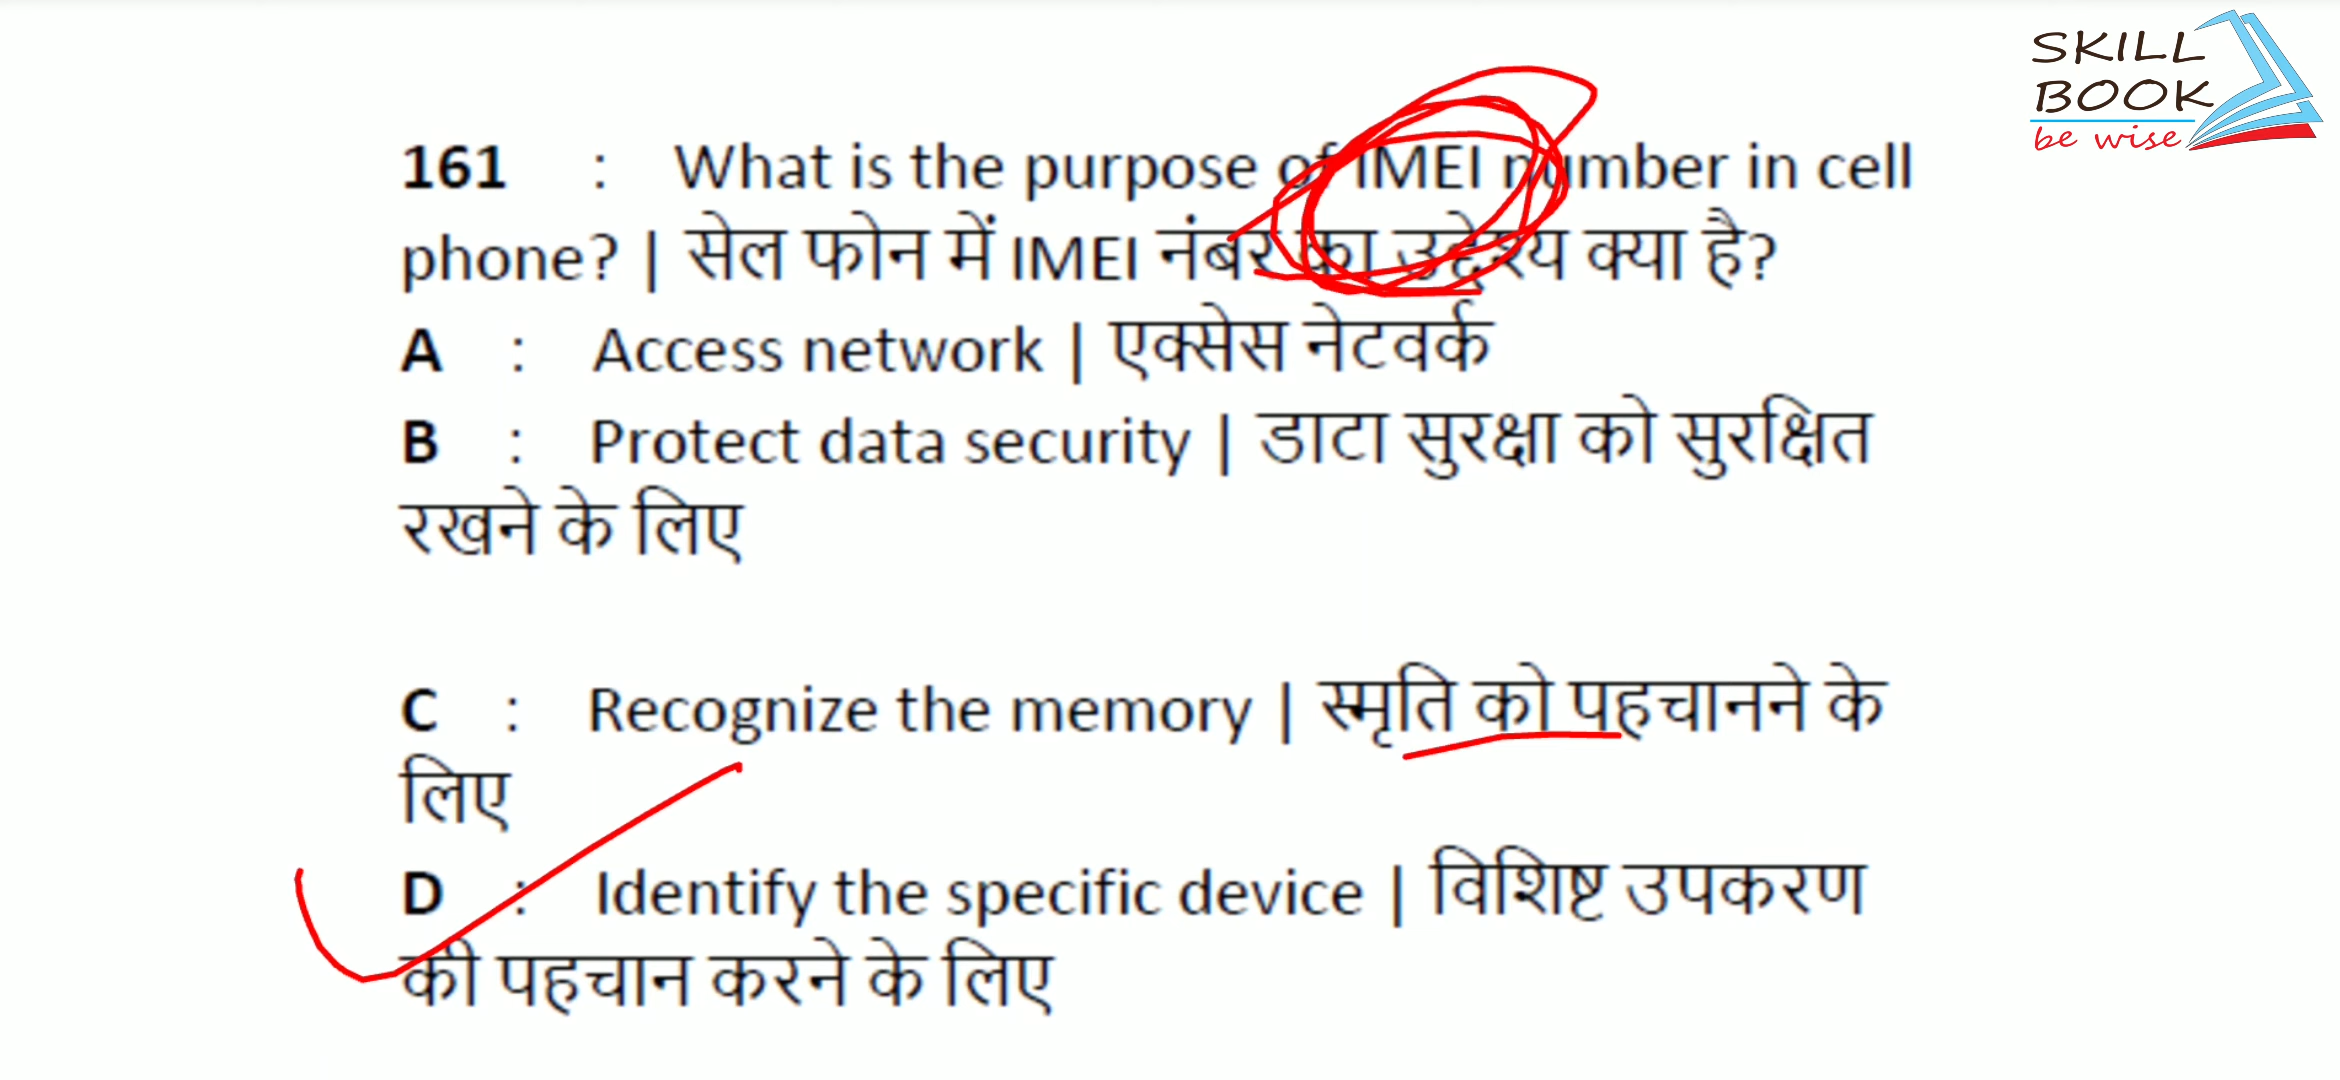 SKILL
BOOK
be wise
161 : What is the purpose of IMEI number in cell
phone? | सेल फोन में IMEI नंबर का उद्देश्य क्या है?
A : Access network | एक्सेस नेटवर्क
B : Protect data security | डाटा सुरक्षा को सुरक्षित
रखने के लिए
C : Recognize the memory | स्मृति को पहचानने के
लिए
D : Identify the specific device | विशिष्ट उपकरण
की पहचान करने के लिए